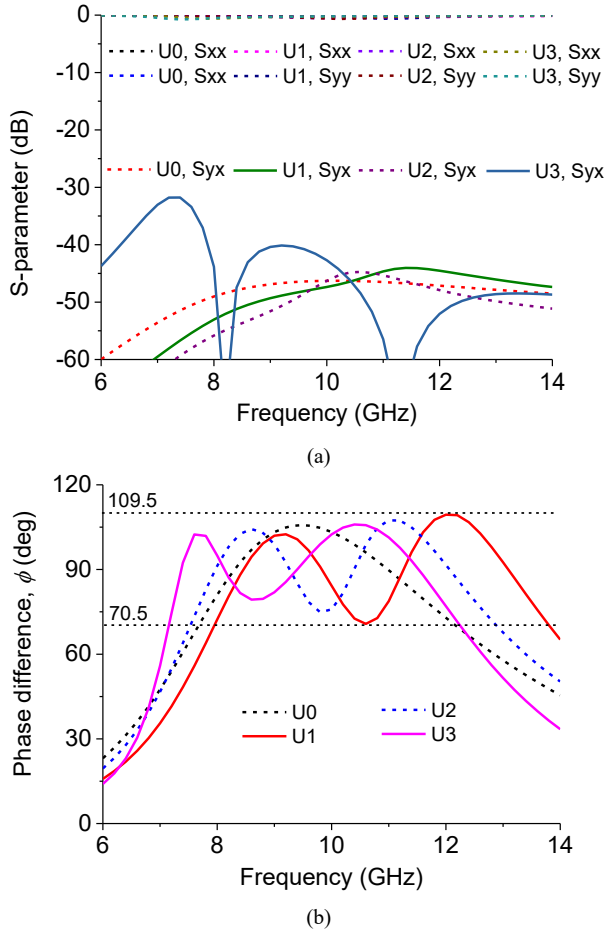 0
U0, Sxx U1, Sxx U2, Sxx U3, Sxx
U0, Sxx U1, Syy U2, Syy U3, Syy
-10
-20
U0, Syx U1, Syx U2, Syx U3, Syx
-30
-40
-50
-60
6 8 10 12 14
S-parameter (dB)
Frequency (GHz)
(a)
120
109.5
90
70.5
60
30
0
U0 U2
U1 U3
6 8 10 12 14
Phase difference, ϕ (deg)
Frequency (GHz)
(b)